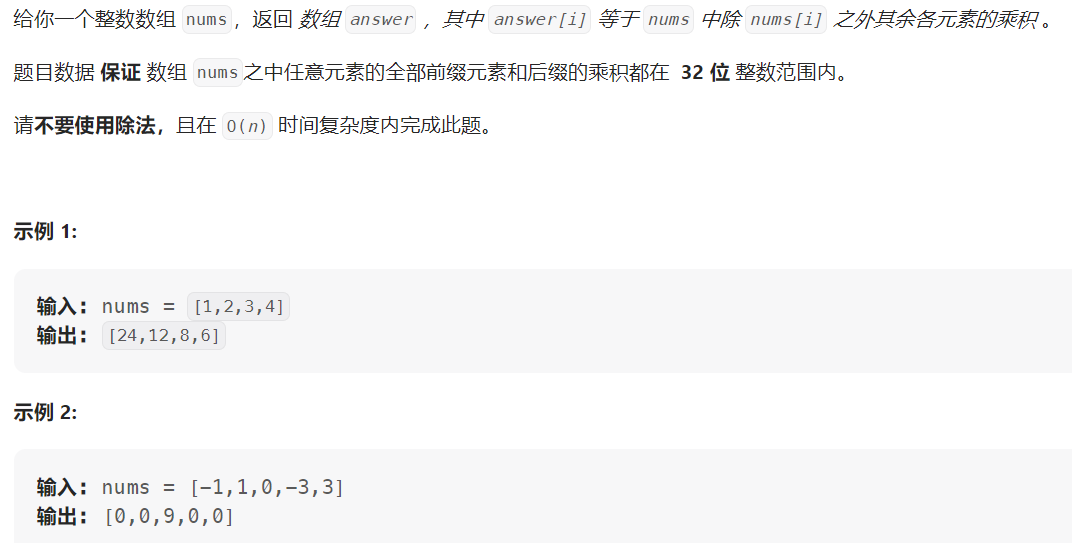 给你一个整数数组 nums，返回 数组 answer ，其中 answer[i] 等于 nums 中除 nums[i] 之外其余各元素的乘积 。
题目数据 保证 数组 nums之中任意元素的全部前缀元素和后缀的乘积都在 32 位 整数范围内。
请不要使用除法，且在 O(n) 时间复杂度内完成此题。
示例 1:
输入: nums = [1,2,3,4]
输出: [24,12,8,6]
示例 2:
输入: nums = [-1,1,0,-3,3]
输出: [0,0,9,0,0]